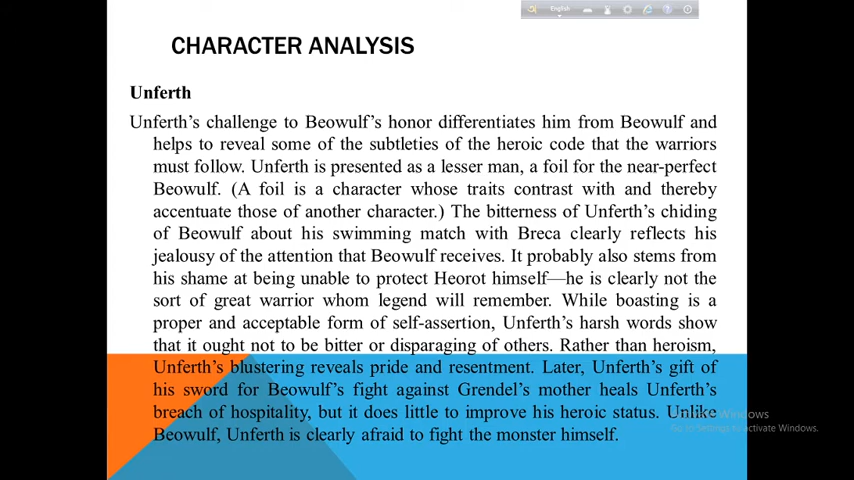 English
CHARACTER ANALYSIS
Unferth
Unferth's challenge to Beowulf's honor differentiates him from Beowulf and
helps to reveal some of the subtleties of the heroic code that the warriors
must follow. Unferth is presented as a lesser man, a foil for the near-perfect
Beowulf. (A foil is a character whose traits contrast with and thereby
accentuate those of another character.) The bitterness of Unferth's chiding
of Beowulf about his swimming match with Breca clearly reflects his
jealousy of the attention that Beowulf receives. It probably also stems from
his shame at being unable to protect Heorot himself—he is clearly not the
sort of great warrior whom legend will remember. While boasting is a
proper and acceptable form of self-assertion, Unferth's harsh words show
that it ought not to be bitter or disparaging of others. Rather than heroism,
Unferth's blustering reveals pride and resentment. Later, Unferth's gift of
his sword for Beowulf's fight against Grendel's mother heals Unferth's
breach of hospitality, but it does little to improve his heroic status. Unlike
Beowulf, Unferth is clearly afraid to fight the monster himself.
Windows
Go to Settings to activate Windows.